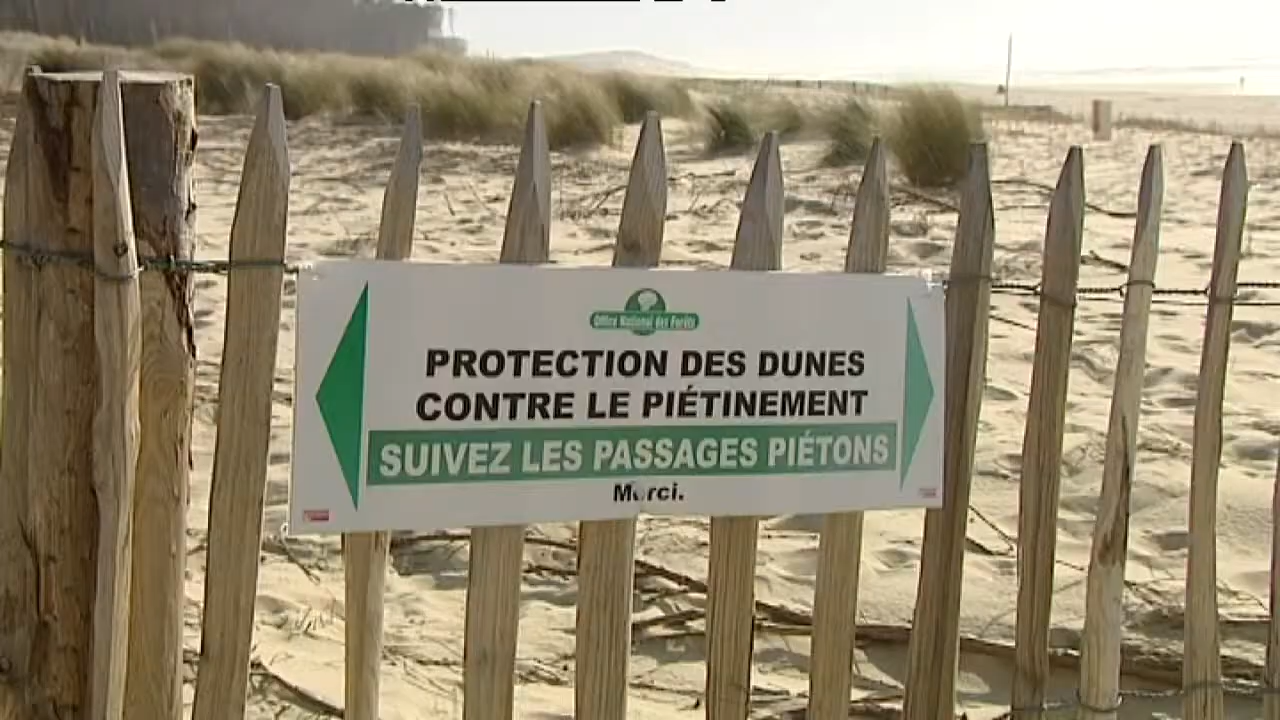 Office National des Forêts
PROTECTION DES DUNES
CONTRE LE PIÉTINEMENT
SUIVEZ LES PASSAGES PIÉTONS
Merci.